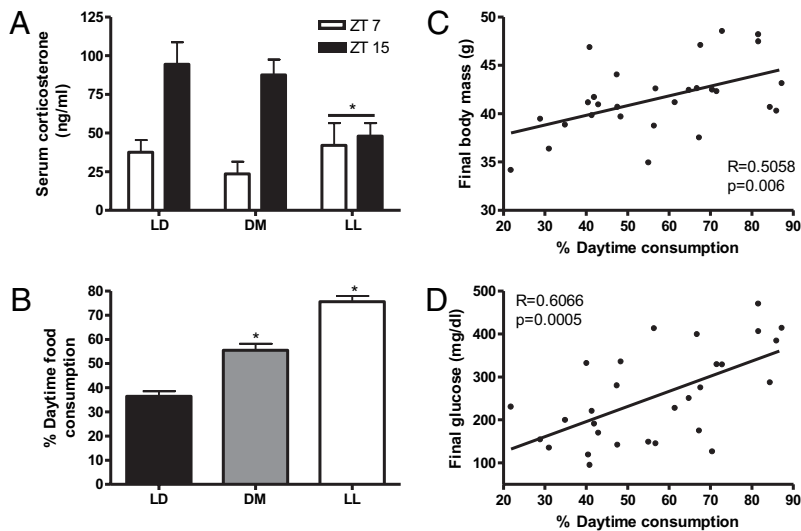 A
Serum corticosterone
(ng/ml)
125
100
75
50
25
0
ZT 7
ZT 15
*
LD
DM
LL
B
% Daytime food
consumption
80
70
60
50
40
30
20
10
0
*
*
LD
DM
LL
C
Final body mass (g)
50
45
40
35
30
R=0.5058
p=0.006
20 30 40 50 60 70 80 90
% Daytime consumption
D
Final glucose (mg/dl)
500
400
300
200
100
R=0.6066
p=0.0005
20 30 40 50 60 70 80 90
% Daytime consumption